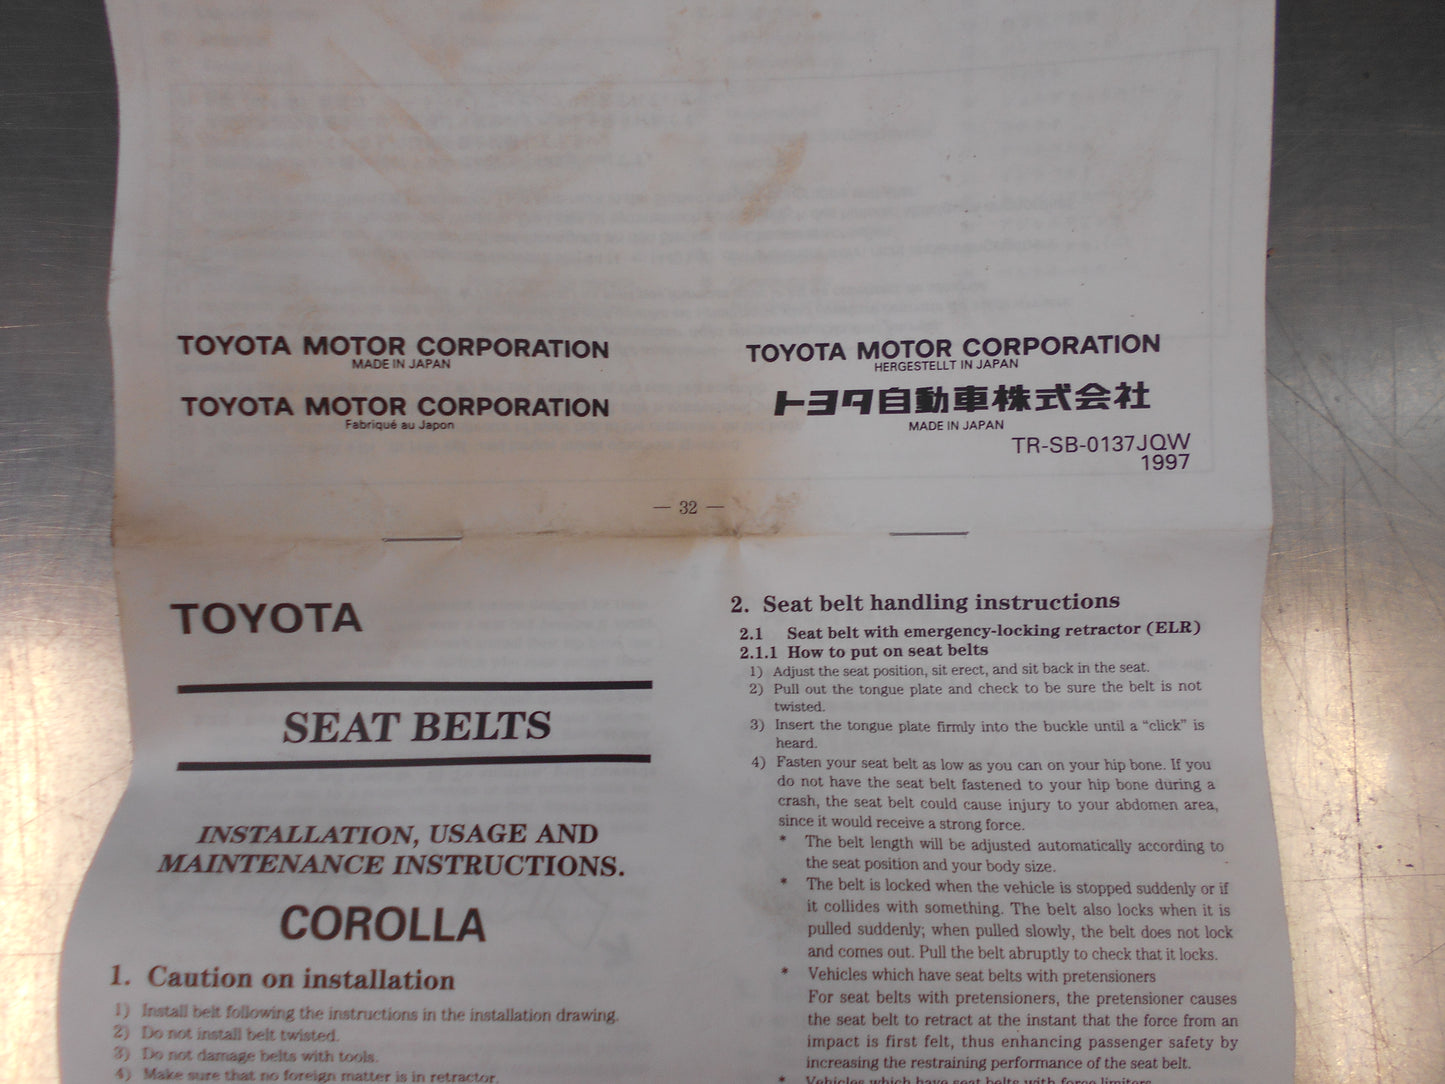 TOYOTA MOTOR CORPORATION
MADE IN JAPAN
TOYOTA MOTOR CORPORATION
Fabriqué au Japon
TOYOTA MOTOR CORPORATION
HERGESTELLT IN JAPAN
トヨタ自動車株式会社
MADE IN JAPAN
TR-SB-0137JQW
1997
— 32 —
TOYOTA
SEAT BELTS
INSTALLATION, USAGE AND
MAINTENANCE INSTRUCTIONS.
COROLLA
1. Caution on installation
1) Install belt following the instructions in the installation drawing.
2) Do not install belt twisted.
3) Do not damage belts with tools.
4) Make sure that no foreign matter is in retractor.
2. Seat belt handling instructions
2.1 Seat belt with emergency-locking retractor (ELR)
2.1.1 How to put on seat belts
1) Adjust the seat position, sit erect, and sit back in the seat.
2) Pull out the tongue plate and check to be sure the belt is not
twisted.
3) Insert the tongue plate firmly into the buckle until a “click” is
heard.
4) Fasten your seat belt as low as you can on your hip bone. If you
do not have the seat belt fastened to your hip bone during a
crash, the seat belt could cause injury to your abdomen area,
since it would receive a strong force.
* The belt length will be adjusted automatically according to
the seat position and your body size.
* The belt is locked when the vehicle is stopped suddenly or if
it collides with something. The belt also locks when it is
pulled suddenly; when pulled slowly, the belt does not lock
and comes out. Pull the belt abruptly to check that it locks.
* Vehicles which have seat belts with pretensioners
For seat belts with pretensioners, the pretensioner causes
the seat belt to retract at the instant that the force from an
impact is first felt, thus enhancing passenger safety by
increasing the restraining performance of the seat belt.
* Vehicles which have seat belts with force limiters